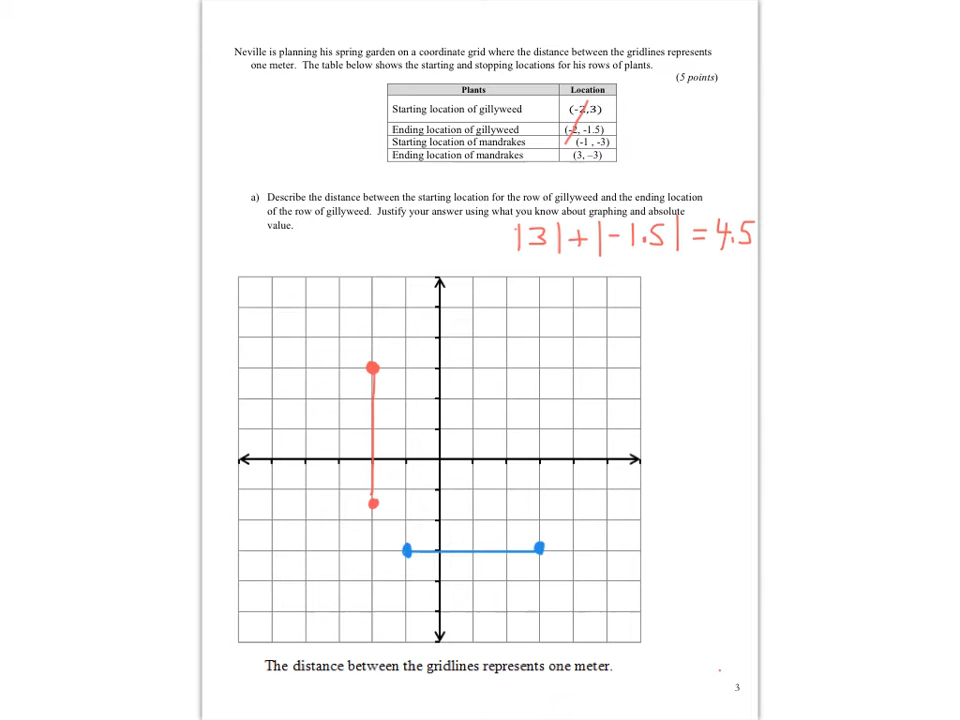 Neville is planning his spring garden on a coordinate grid where the distance between the gridlines represents
one meter. The table below shows the starting and stopping locations for his rows of plants.
(5 points)
Plants Location
Starting location of gillyweed (-2,3)
Ending location of gillyweed (-2, -1.5)
Starting location of mandrakes (-1 , -3)
Ending location of mandrakes (3, –3)
a) Describe the distance between the starting location for the row of gillyweed and the ending location
of the row of gillyweed. Justify your answer using what you know about graphing and absolute
value.
|3|+|-1.5|=4.5
The distance between the gridlines represents one meter.
3